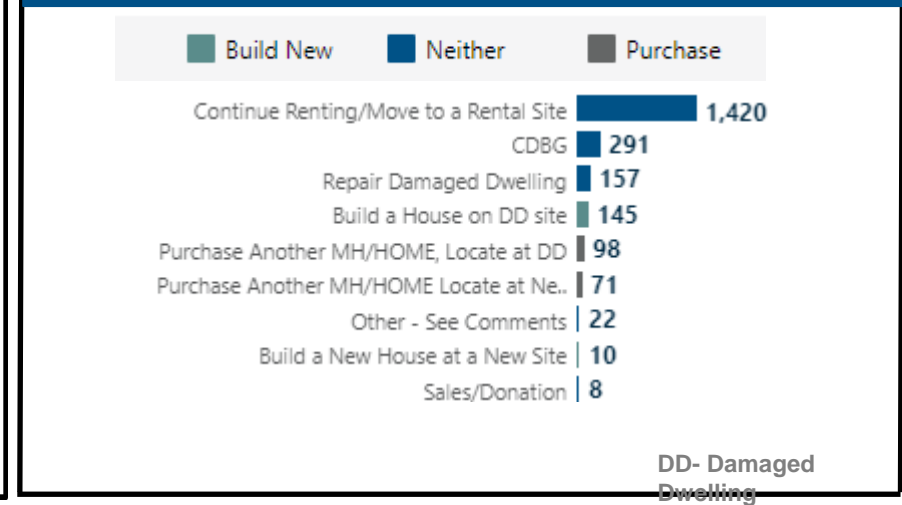 Build New Neither Purchase
Continue Renting/Move to a Rental Site 1,420
CDBG 291
Repair Damaged Dwelling 157
Build a House on DD site 145
Purchase Another MH/HOME, Locate at DD 98
Purchase Another MH/HOME Locate at Ne.. 71
Other - See Comments 22
Build a New House at a New Site 10
Sales/Donation 8
DD- Damaged
Dwelling